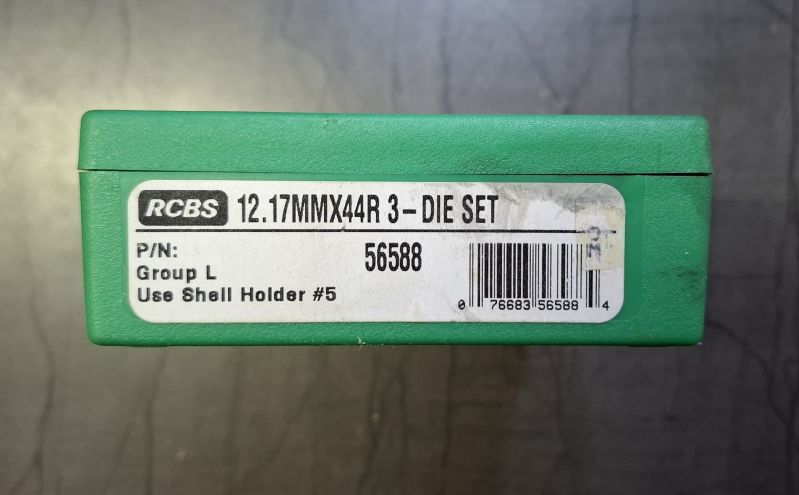 RCBS 12.17MMX44R 3-DIE SET
P/N: 56588
Group L
Use Shell Holder #5
0 76683 56588 4